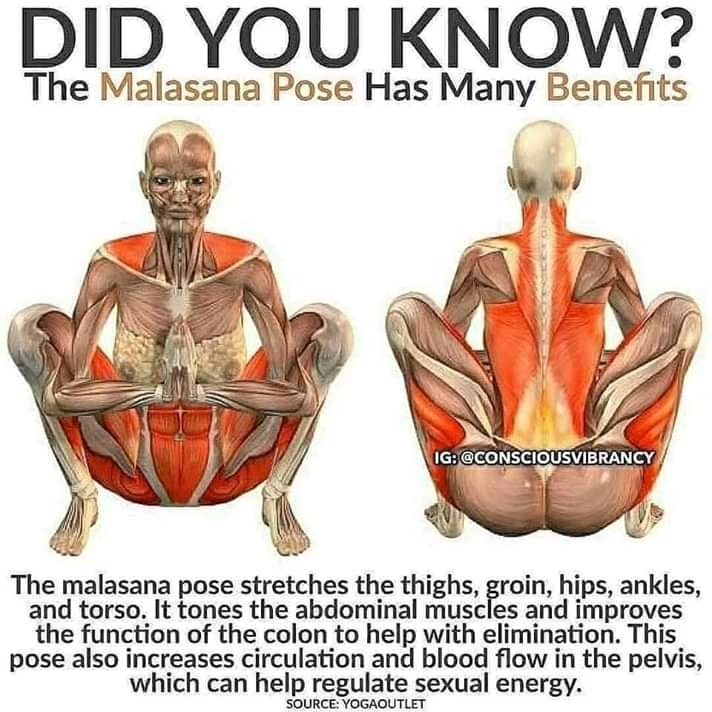 DID YOU KNOW?
The Malasana Pose Has Many Benefits
IG: @CONSCIOUSVIBRANCY
The malasana pose stretches the thighs, groin, hips, ankles,
and torso. It tones the abdominal muscles and improves
the function of the colon to help with elimination. This
pose also increases circulation and blood flow in the pelvis,
which can help regulate sexual energy.
SOURCE: YOGAOUTLET